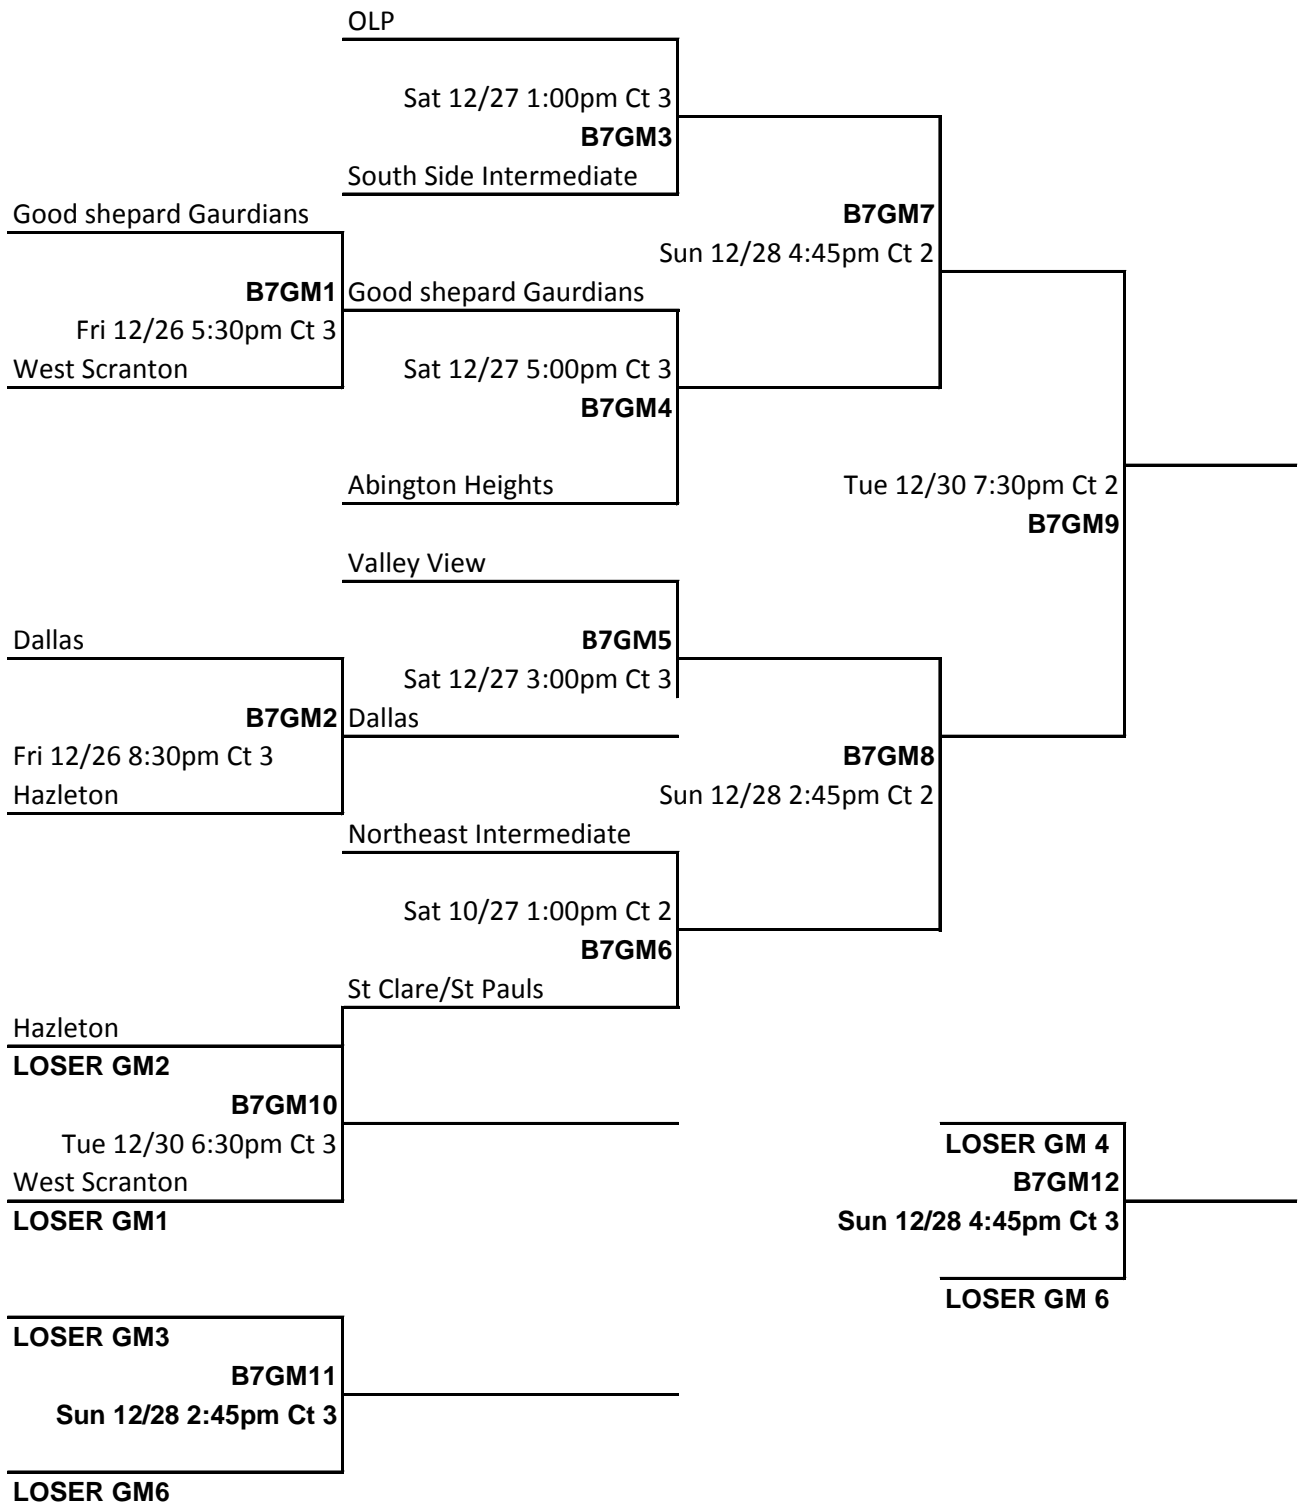 OLP
Sat 12/27 1:00pm Ct 3
B7GM3
South Side Intermediate
Good shepard Gaurdians
B7GM7
Sun 12/28 4:45pm Ct 2
B7GM1
Good shepard Gaurdians
Fri 12/26 5:30pm Ct 3
West Scranton
Sat 12/27 5:00pm Ct 3
B7GM4
Abington Heights
Tue 12/30 7:30pm Ct 2
B7GM9
Valley View
Dallas
B7GM5
Sat 12/27 3:00pm Ct 3
B7GM2
Dallas
Fri 12/26 8:30pm Ct 3
B7GM8
Hazleton
Sun 12/28 2:45pm Ct 2
Northeast Intermediate
Sat 10/27 1:00pm Ct 2
B7GM6
St Clare/St Pauls
Hazleton
LOSER GM2
B7GM10
Tue 12/30 6:30pm Ct 3
West Scranton
LOSER GM1
LOSER GM 4
B7GM12
Sun 12/28 4:45pm Ct 3
LOSER GM 6
LOSER GM3
B7GM11
Sun 12/28 2:45pm Ct 3
LOSER GM6